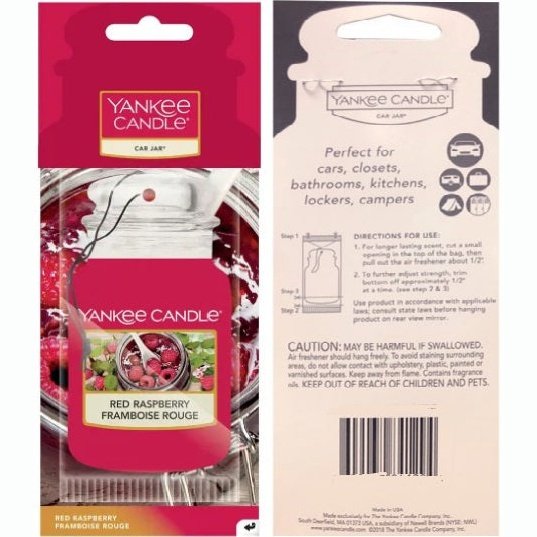 YANKEE
CANDLE®
CAR JAR®
YANKEE CANDLE®
RED RASPBERRY
FRAMBOISE ROUGE
RED RASPBERRY
FRAMBOISE ROUGE
YANKEE CANDLE®
CAR JAR®
Perfect for
cars, closets,
bathrooms, kitchens,
lockers, campers
Step 1
Step 3
Step 2
DIRECTIONS FOR USE:
1. For longer lasting scent, cut a small
opening in the top of the bag, then
pull out the air freshener about 1/2"
2. To further adjust strength, trim
bottom off approximately 1/2"
at a time. (see step 2 & 3)
Use product in accordance with applicable
laws; consult state laws before hanging
product on rear view mirror.
CAUTION: MAY BE HARMFUL IF SWALLOWED.
Air freshener should hang freely. To avoid staining surrounding
areas, do not allow contact with upholstery, plastic, painted or
varnished surfaces. Keep away from flame. Contains fragrance
oils. KEEP OUT OF REACH OF CHILDREN AND PETS.
Made in USA
Made exclusively for The Yankee Candle Company, Inc.,
South Deerfield, MA 01373 USA, a subsidiary of Newell Brands (NYSE: NWL)
www.yankeecandle.com ©2018 The Yankee Candle Company, Inc.